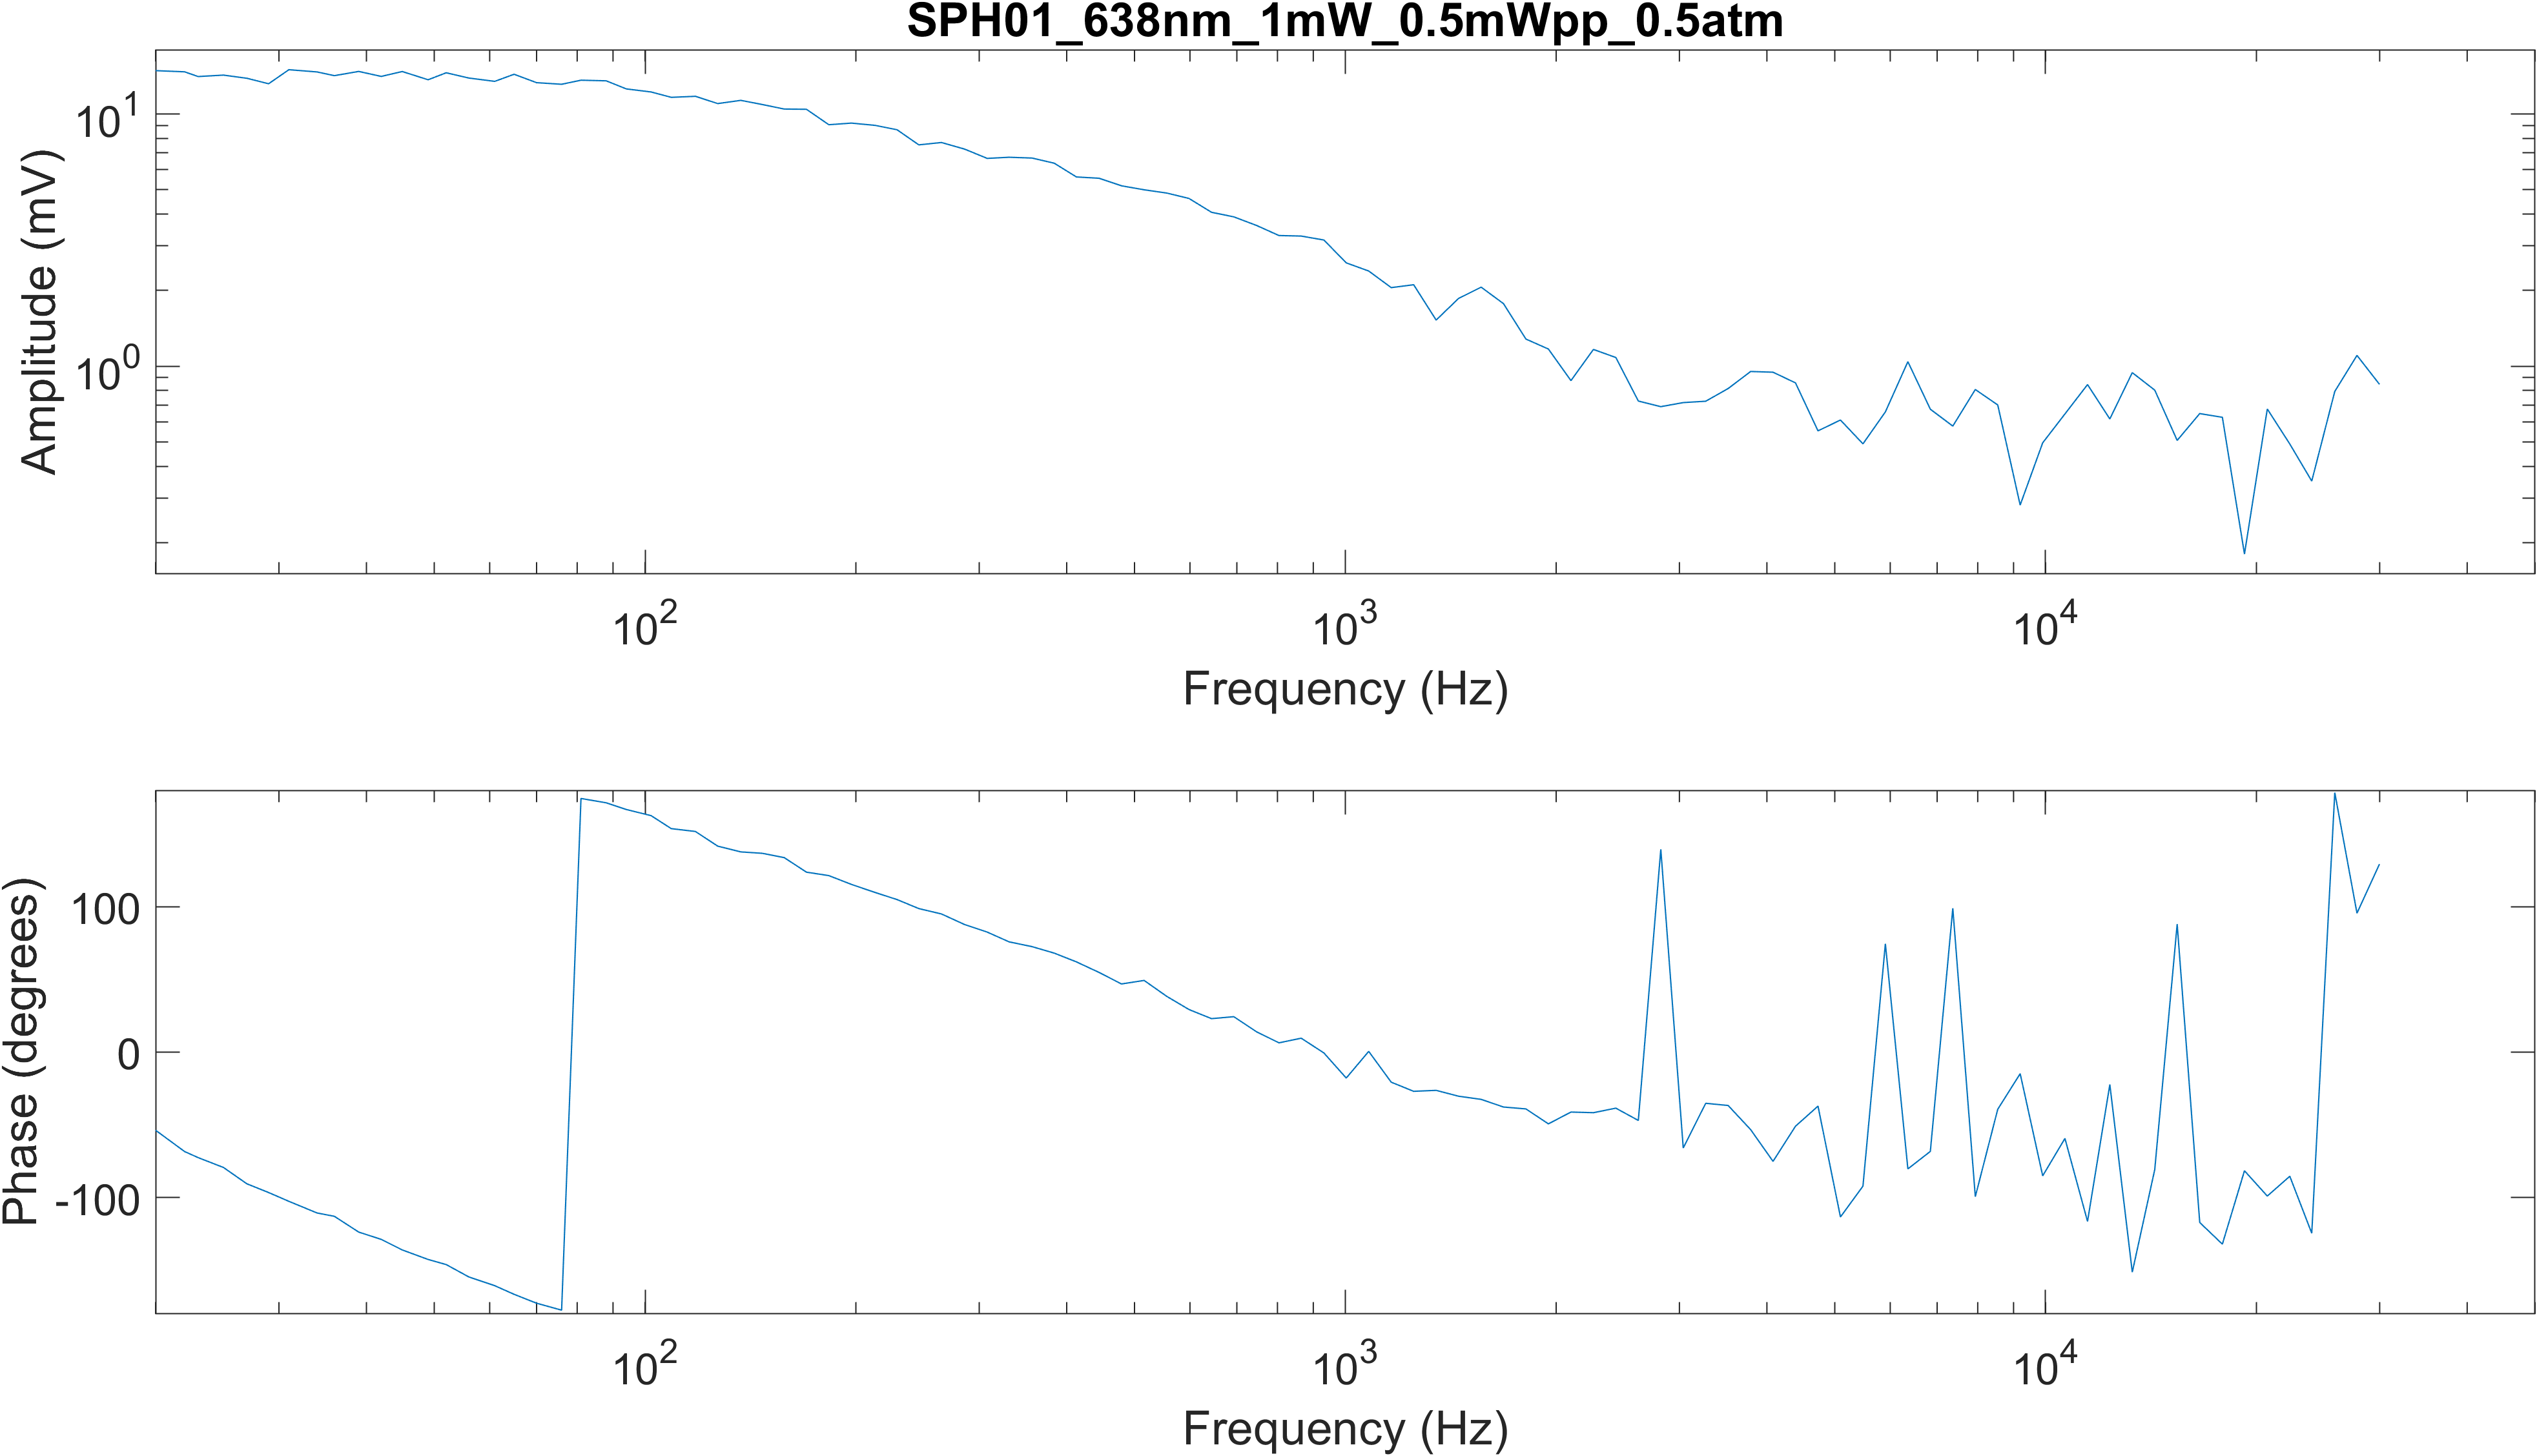 SPH01_638nm_1mW_0.5mWpp_0.5atm
Amplitude (mV)
10^1
10^0
10^2 10^3 10^4
Frequency (Hz)
Phase (degrees)
100
0
-100
10^2 10^3 10^4
Frequency (Hz)